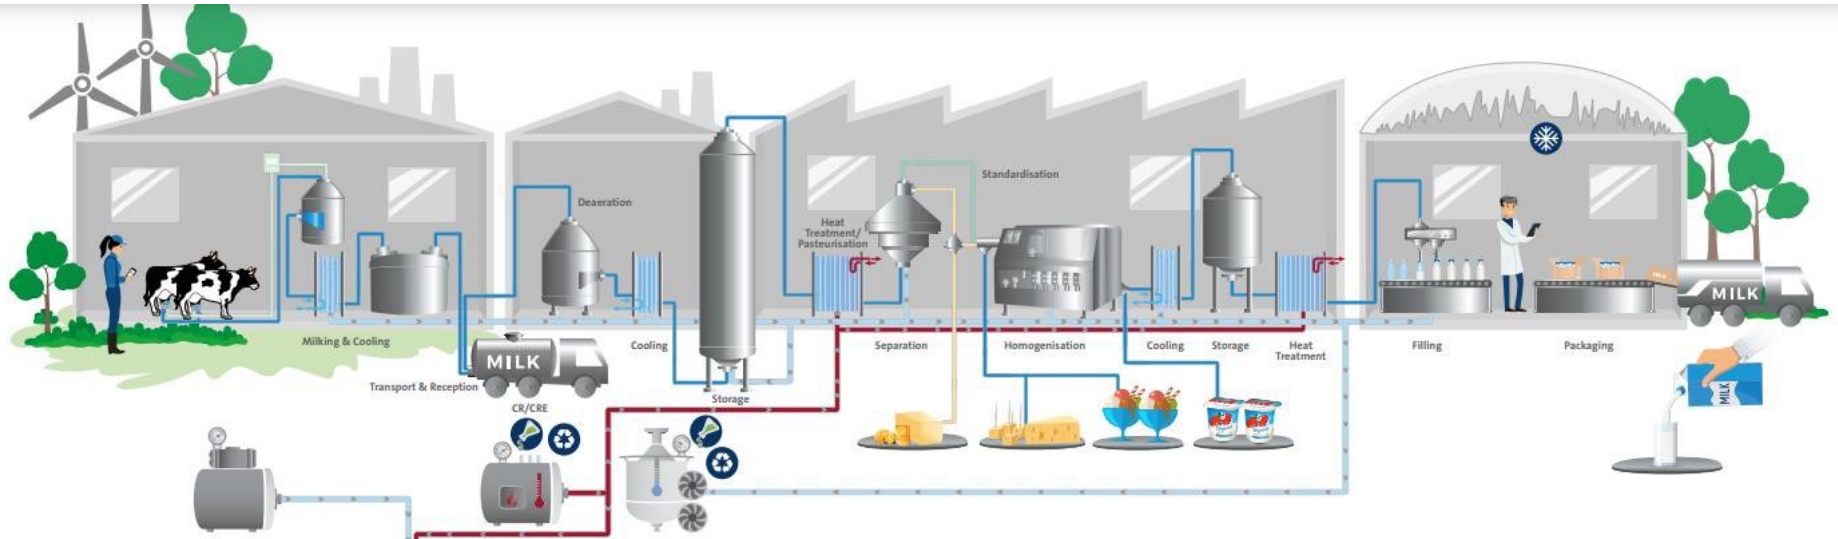 Milking & Cooling
Transport & Reception
MILK
CR/CRE
Deaeration
Cooling
Storage
Heat
Treatment/
Pasteurisation
Separation
Standardisation
Homogenisation
Cooling
Storage
Heat
Treatment
Filling
Packaging
MILK
MILK
MILK